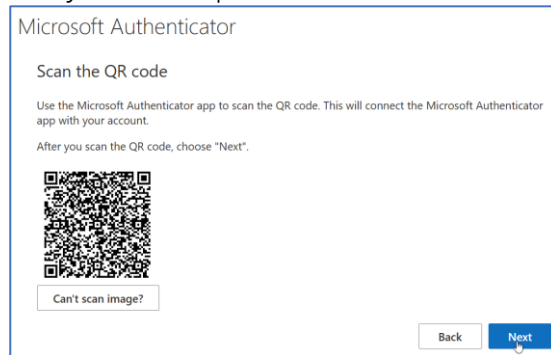 Microsoft Authenticator
Scan the QR code
Use the Microsoft Authenticator app to scan the QR code. This will connect the Microsoft Authenticator
app with your account.
After you scan the QR code, choose "Next".
Can't scan image?
Back Next